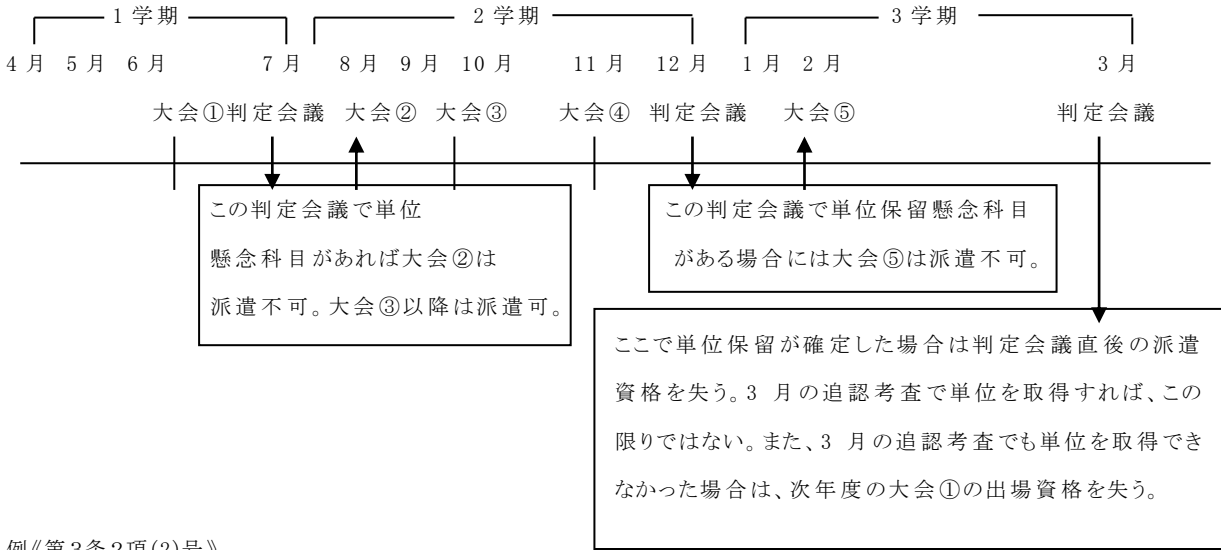 1学期 2学期 3学期
4月 5月 6月 7月 8月 9月 10月 11月 12月 1月 2月 3月
大会①判定会議 大会② 大会③ 大会④ 判定会議 大会⑤ 判定会議
この判定会議で単位
懸念科目があれば大会②は
派遣不可。大会③以降は派遣可。
この判定会議で単位保留懸念科目
がある場合には大会⑤は派遣不可。
ここで単位保留が確定した場合は判定会議直後の派遣
資格を失う。3 月の追認考査で単位を取得すれば、この
限りではない。また、3 月の追認考査でも単位を取得でき
なかった場合は、次年度の大会①の出場資格を失う。
例《第3条2項(2)号》